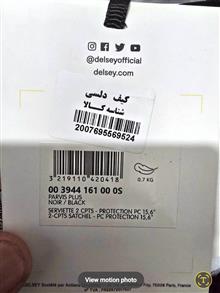 @delseyofficial
delsey.com
کیف دلسی
شناسه کالا
2007695569524
3 219110 420418
0,7 KG
00 3944 161 00 0S
PARVIS PLUS
NOIR / BLACK
SERVIETTE 2 CPTS - PROTECTION PC 15,6"
2-CPTS SATCHEL - PC PROTECTION 15,6"
View motion photo